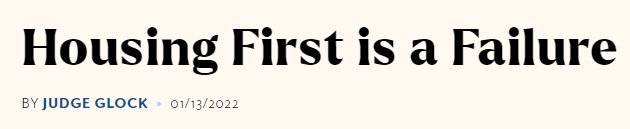 Housing First is a Failure
BY JUDGE GLOCK • 01/13/2022